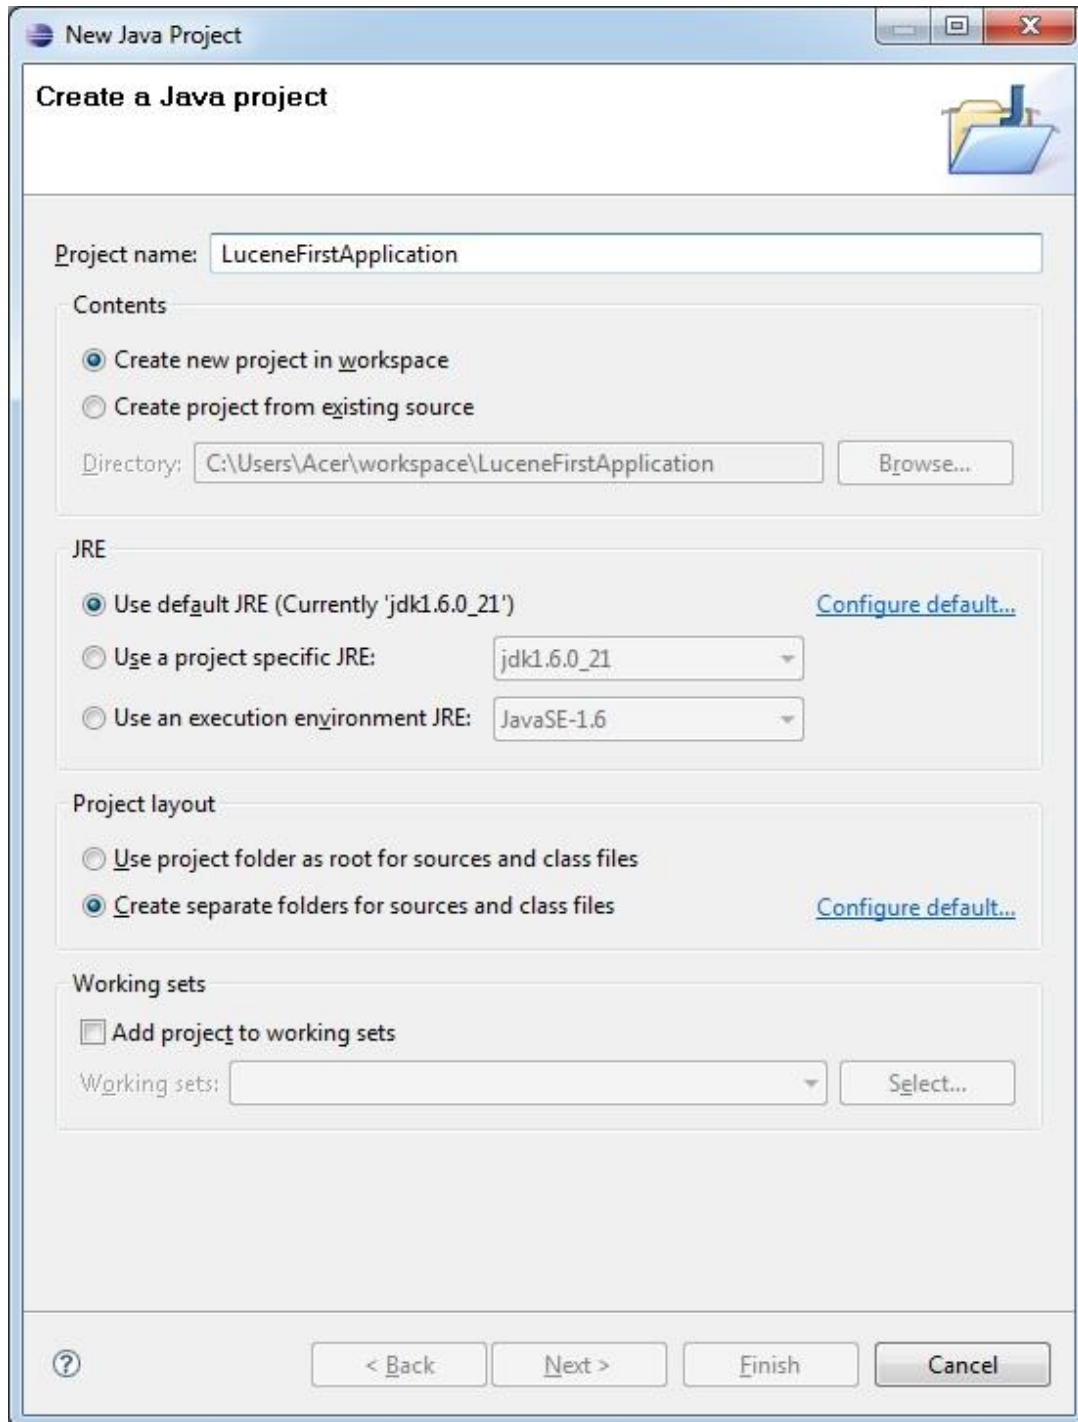 New Java Project
Create a Java project
Project name: LuceneFirstApplication
Contents
Create new project in workspace
Create project from existing source
Directory: C:\Users\Acer\workspace\LuceneFirstApplication Browse...
JRE
Use default JRE (Currently 'jdk1.6.0_21') Configure default...
Use a project specific JRE: jdk1.6.0_21
Use an execution environment JRE: JavaSE-1.6
Project layout
Use project folder as root for sources and class files
Create separate folders for sources and class files Configure default...
Working sets
Add project to working sets
Working sets: Select...
? < Back Next > Finish Cancel